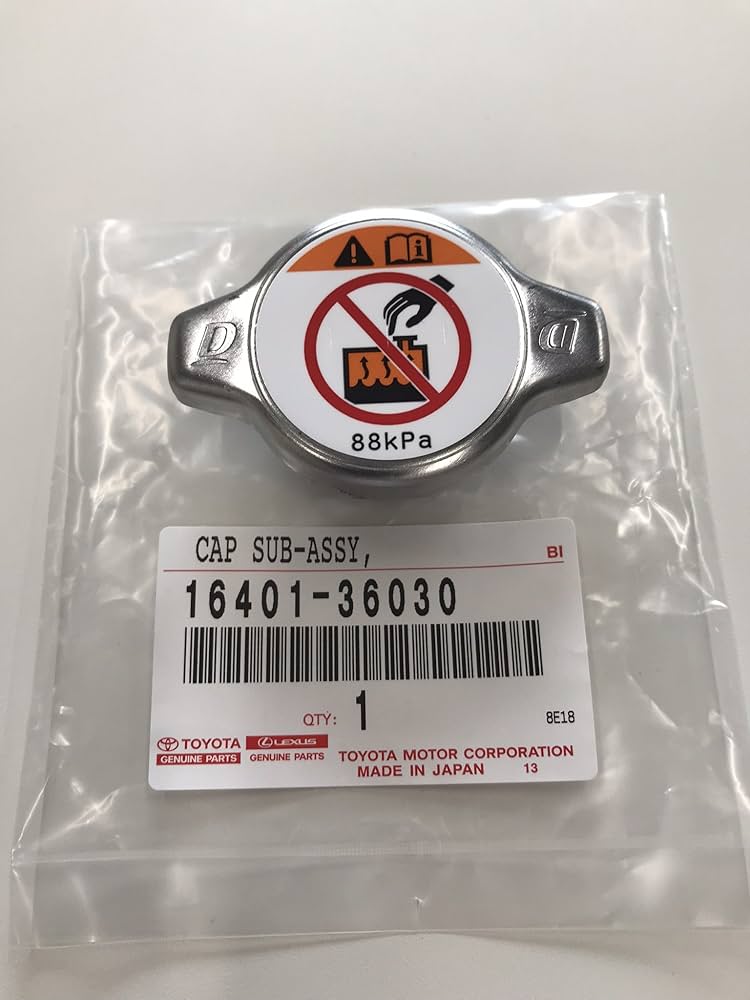 D
D
88kPa
CAP SUB-ASSY,
BI
16401-36030
QTY: 1
8E18
TOYOTA
GENUINE PARTS
LEXUS
GENUINE PARTS
TOYOTA MOTOR CORPORATION
MADE IN JAPAN 13